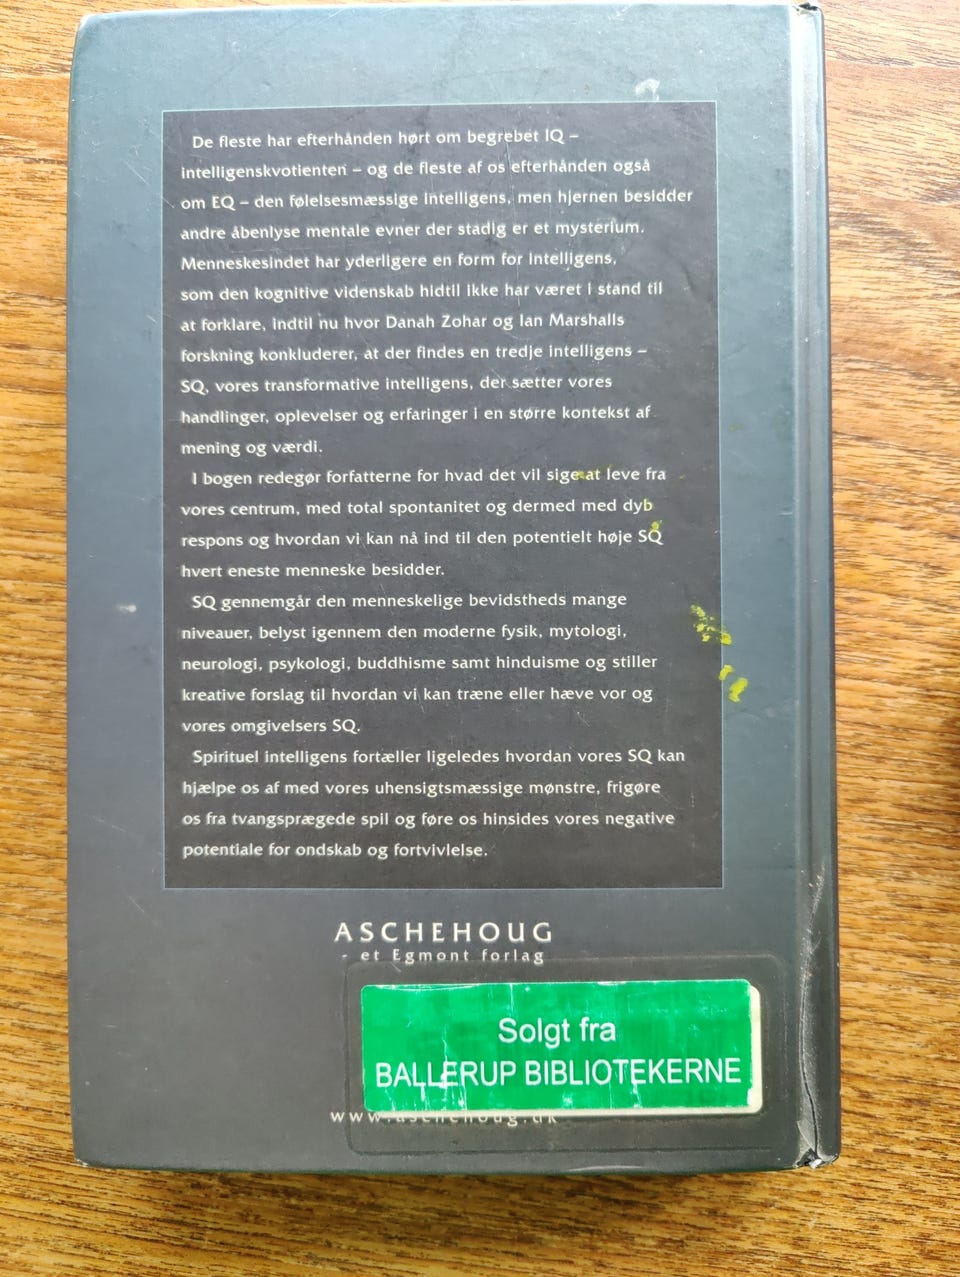 De fleste har efterhånden hørt om begrebet IQ –
intelligenskvotienten – og de fleste af os efterhånden også
om EQ – den følelsesmæssige intelligens, men hjernen besidder
andre åbenlyse mentale evner der stadig er et mysterium.
Menneskesindet har yderligere en form for intelligens,
som den kognitive videnskab hidtil ikke har været i stand til
at forklare, indtil nu hvor Danah Zohar og Ian Marshalls
forskning konkluderer, at der findes en tredje intelligens –
SQ, vores transformative intelligens, der sætter vores
handlinger, oplevelser og erfaringer i en større kontekst af
mening og værdi.
I bogen redegør forfatterne for hvad det vil sige at leve fra
vores centrum, med total spontanitet og dermed med dyb
respons og hvordan vi kan nå ind til den potentielt høje SQ
hvert eneste menneske besidder.
SQ gennemgår den menneskelige bevidstheds mange
niveauer, belyst igennem den moderne fysik, mytologi,
neurologi, psykologi, buddhisme samt hinduisme og stiller
kreative forslag til hvordan vi kan træne eller hæve vor og
vores omgivelsers SQ.
Spirituel intelligens fortæller ligeledes hvordan vores SQ kan
hjælpe os af med vores uhensigtsmæssige mønstre, frigøre
os fra tvangsprægede spil og føre os hinsides vores negative
potentiale for ondskab og fortvivlelse.
ASCHEHOUG
- et Egmont forlag
Solgt fra
BALLERUP BIBLIOTEKERNE
www.aschehoug.dk